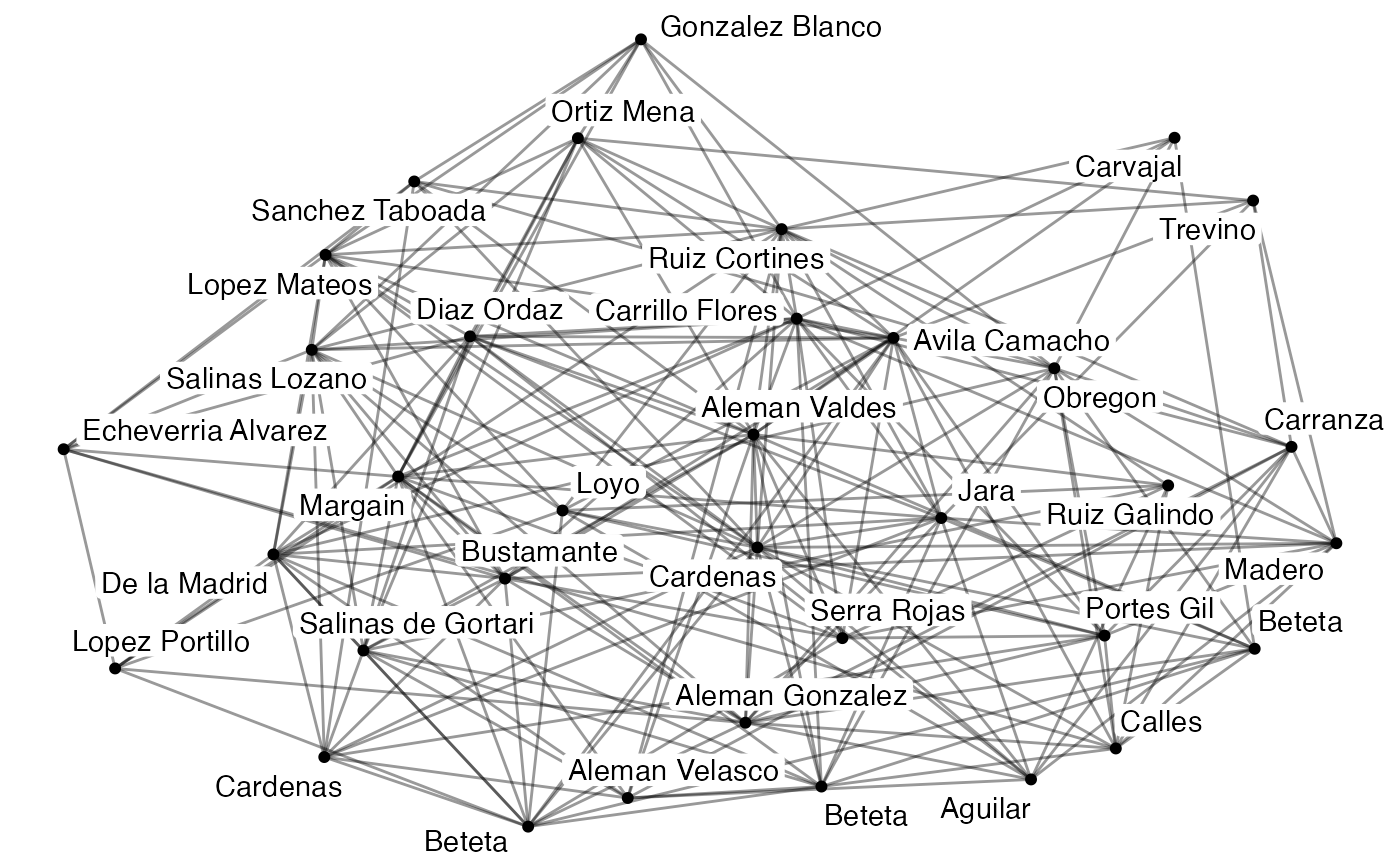 Gonzalez Blanco
Ortiz Mena
Carvajal
Sanchez Taboada
Trevino
Ruiz Cortines
Lopez Mateos
Diaz Ordaz
Carrillo Flores
Avila Camacho
Salinas Lozano
Obregon
Aleman Valdes
Carranza
Echeverria Alvarez
Loyo
Jara
Margain
Ruiz Galindo
Bustamante
Cardenas
Madero
De la Madrid
Serra Rojas
Portes Gil
Beteta
Salinas de Gortari
Lopez Portillo
Aleman Gonzalez
Calles
Aleman Velasco
Cardenas
Beteta
Aguilar
Beteta